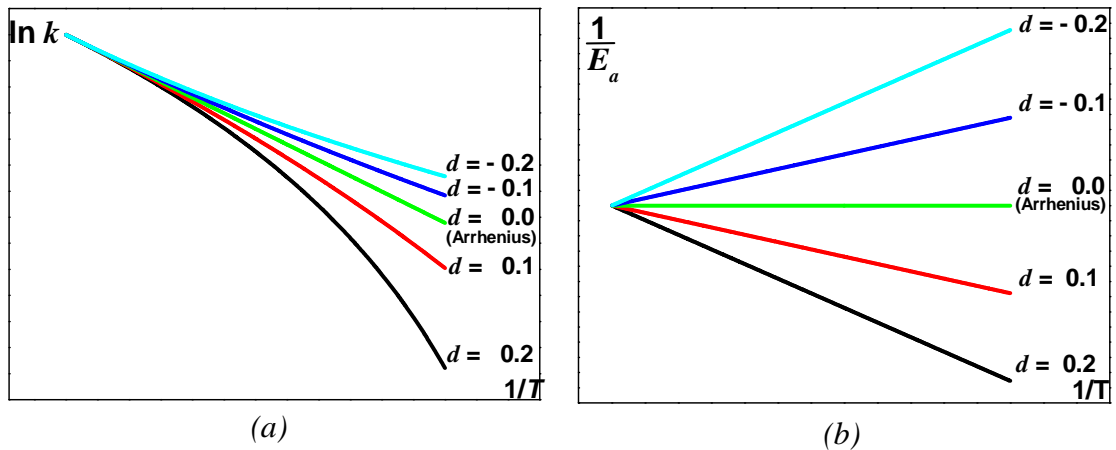 ln k
d = - 0.2
d = - 0.1
d = 0.0
(Arrhenius)
d = 0.1
d = 0.2
1/T
(a)
1
E_a
d = - 0.2
d = - 0.1
d = 0.0
(Arrhenius)
d = 0.1
d = 0.2
1/T
(b)